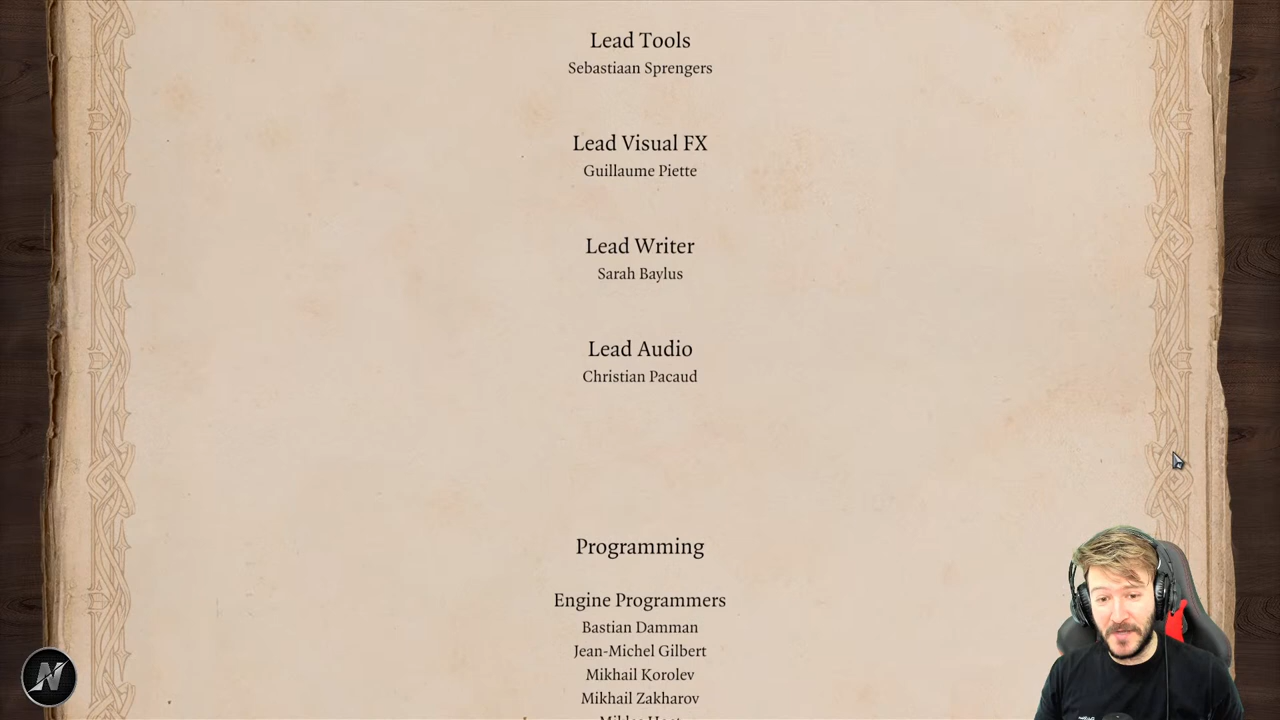 Lead Tools
Sebastiaan Sprengers
Lead Visual FX
Guillaume Piette
Lead Writer
Sarah Baylus
Lead Audio
Christian Pacaud
Programming
Engine Programmers
Bastian Damman
Jean-Michel Gilbert
Mikhail Korolev
Mikhail Zakharov